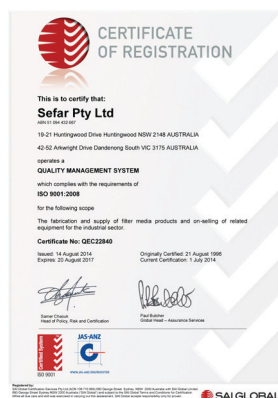 CERTIFICATE
OF REGISTRATION
This is to certify that:
Sefar Pty Ltd
19-21 Huntingwood Drive Huntingwood NSW 2148 AUSTRALIA
42-52 Arkwright Drive Dandenong South VIC 3175 AUSTRALIA
operates a
QUALITY MANAGEMENT SYSTEM
which complies with the requirements of
ISO 9001:2008
for the following scope
The fabrication and supply of filter media products and on-selling of related
equipment for the industrial sector.
Certificate No: QEC22840
Issued: 14 August 2014 Originally Certified: 21 August 1996
Expires: 20 August 2017 Current Certification: 1 July 2014
Samer Chaouk Paul Butcher
Head of Policy, Risk and Certification Global Head – Assurance Services
Certified System
JAS-ANZ
ISO 9001
Registered by:
SAI GLOBAL